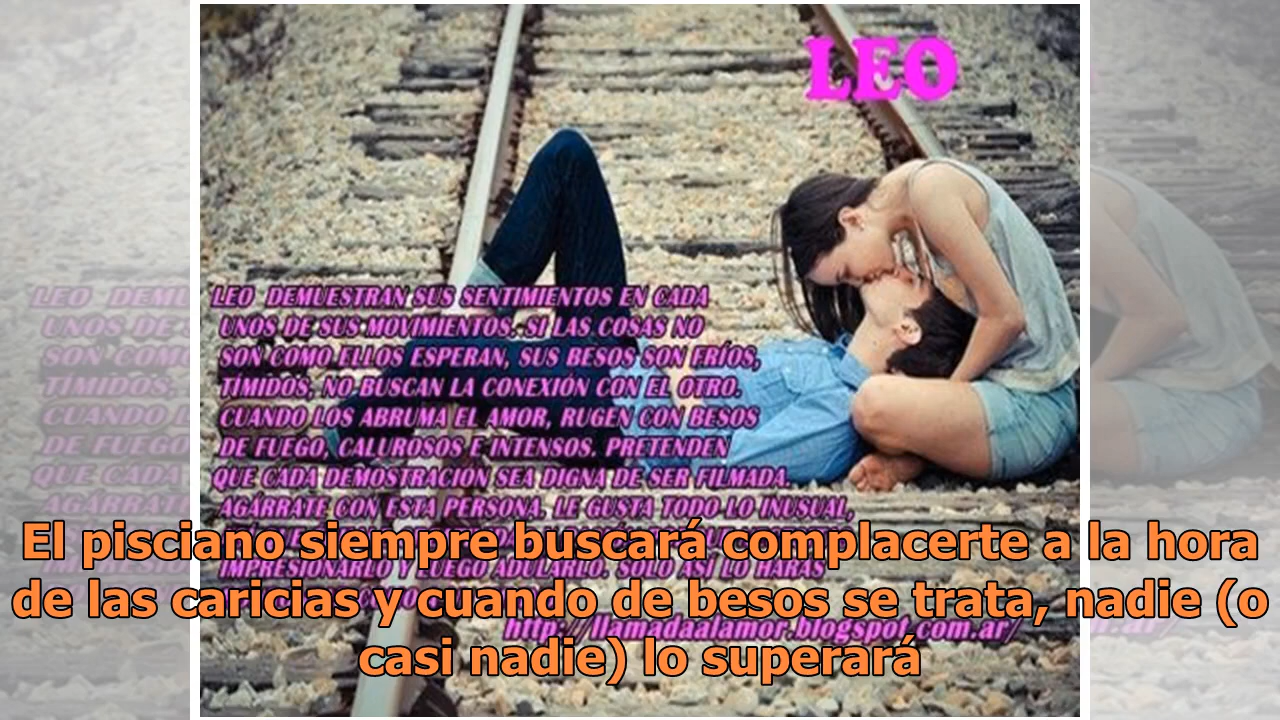 LEO
LEO DEMUESTRAN SUS SENTIMIENTOS EN CADA
UNOS DE SUS MOVIMIENTOS. SI LAS COSAS NO
SON COMO ELLOS ESPERAN, SUS BESOS SON FRÍOS,
TÍMIDOS, NO BUSCAN LA CONEXIÓN CON EL OTRO.
CUANDO LOS ABRUMA EL AMOR, RUGEN CON BESOS
DE FUEGO, CALUROSOS E INTENSOS. PRETENDEN
QUE CADA DEMOSTRACIÓN SEA DIGNA DE SER FILMADA.
AGÁRRATE CON ESTA PERSONA. LE GUSTA TODO LO INUSUAL,
IMPRESIONARLO Y LUEGO ADULARLO. SOLO ASÍ LO HARÁS
http://llamadaalamor.blogspot.com.ar/
El pisciano siempre buscará complacerte a la hora
de las caricias y cuando de besos se trata, nadie (o
casi nadie) lo superará